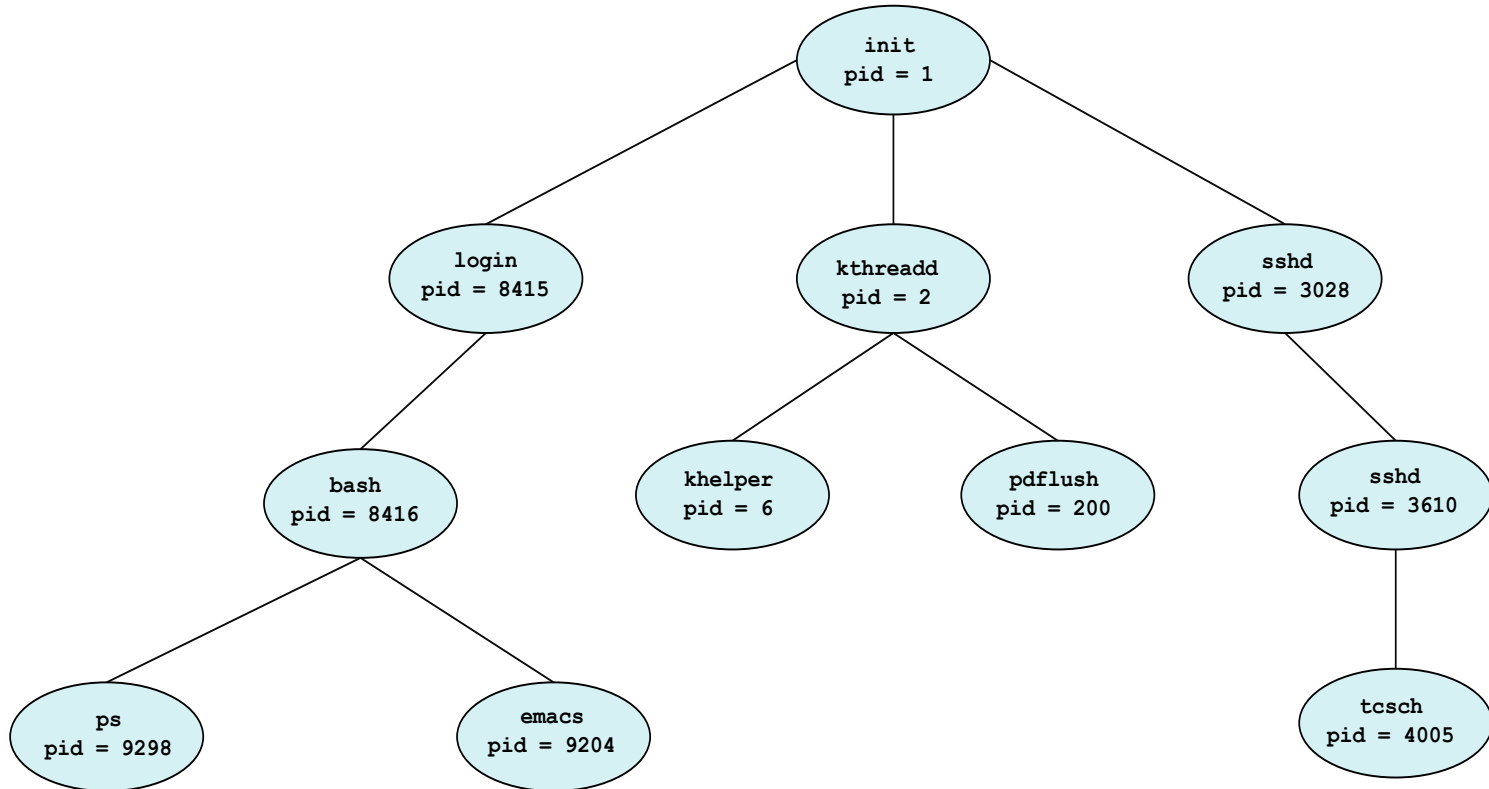 init
pid = 1
login
pid = 8415
kthreadd
pid = 2
sshd
pid = 3028
bash
pid = 8416
khelper
pid = 6
pdflush
pid = 200
sshd
pid = 3610
ps
pid = 9298
emacs
pid = 9204
tcsch
pid = 4005